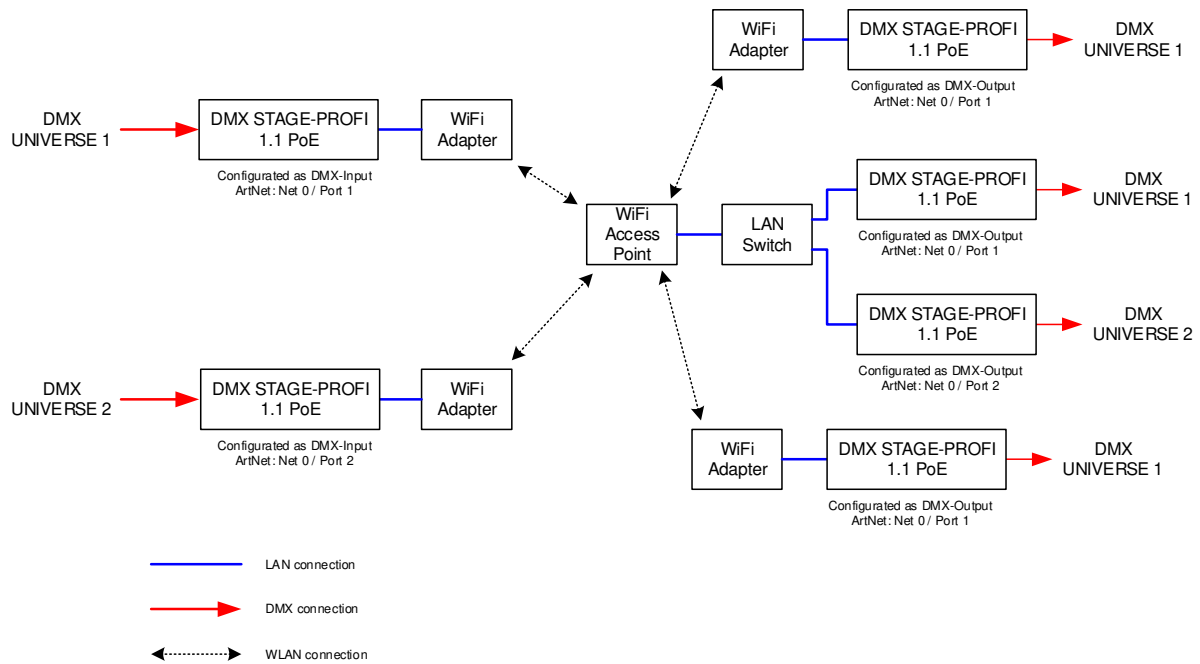 DMX
UNIVERSE 1
DMX STAGE-PROFI
1.1 PoE
Configurated as DMX-Input
ArtNet: Net 0 / Port 1
WiFi
Adapter
DMX
UNIVERSE 2
DMX STAGE-PROFI
1.1 PoE
Configurated as DMX-Input
ArtNet: Net 0 / Port 2
WiFi
Adapter
WiFi
Access
Point
LAN
Switch
WiFi
Adapter
DMX STAGE-PROFI
1.1 PoE
Configurated as DMX-Output
ArtNet: Net 0 / Port 1
DMX
UNIVERSE 1
DMX STAGE-PROFI
1.1 PoE
Configurated as DMX-Output
ArtNet: Net 0 / Port 1
DMX
UNIVERSE 1
DMX STAGE-PROFI
1.1 PoE
Configurated as DMX-Output
ArtNet: Net 0 / Port 2
DMX
UNIVERSE 2
WiFi
Adapter
DMX STAGE-PROFI
1.1 PoE
Configurated as DMX-Output
ArtNet: Net 0 / Port 1
DMX
UNIVERSE 1
LAN connection
DMX connection
WLAN connection